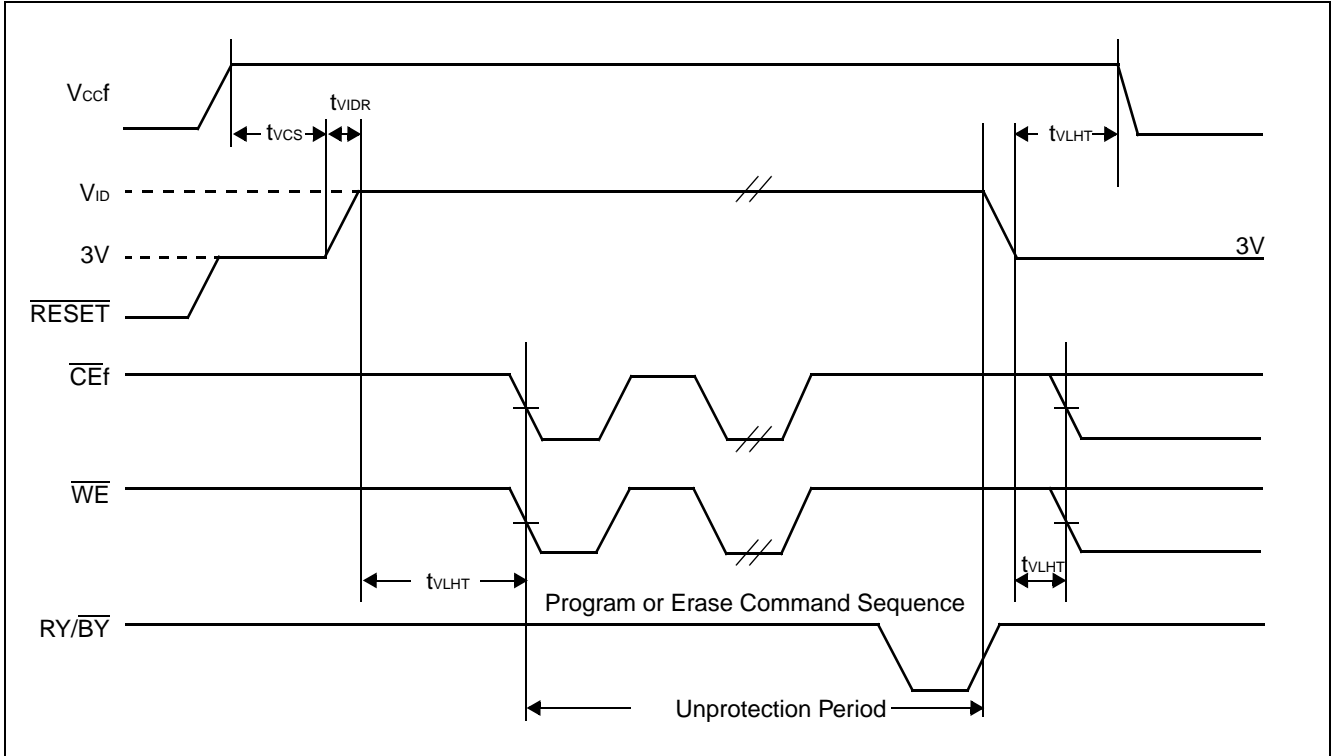 VCCf
tVIDR
tVCS
tVLHT
VID
3V
3V
RESET
CEf
WE
tVLHT
tVLHT
Program or Erase Command Sequence
RY/BY
Unprotection Period